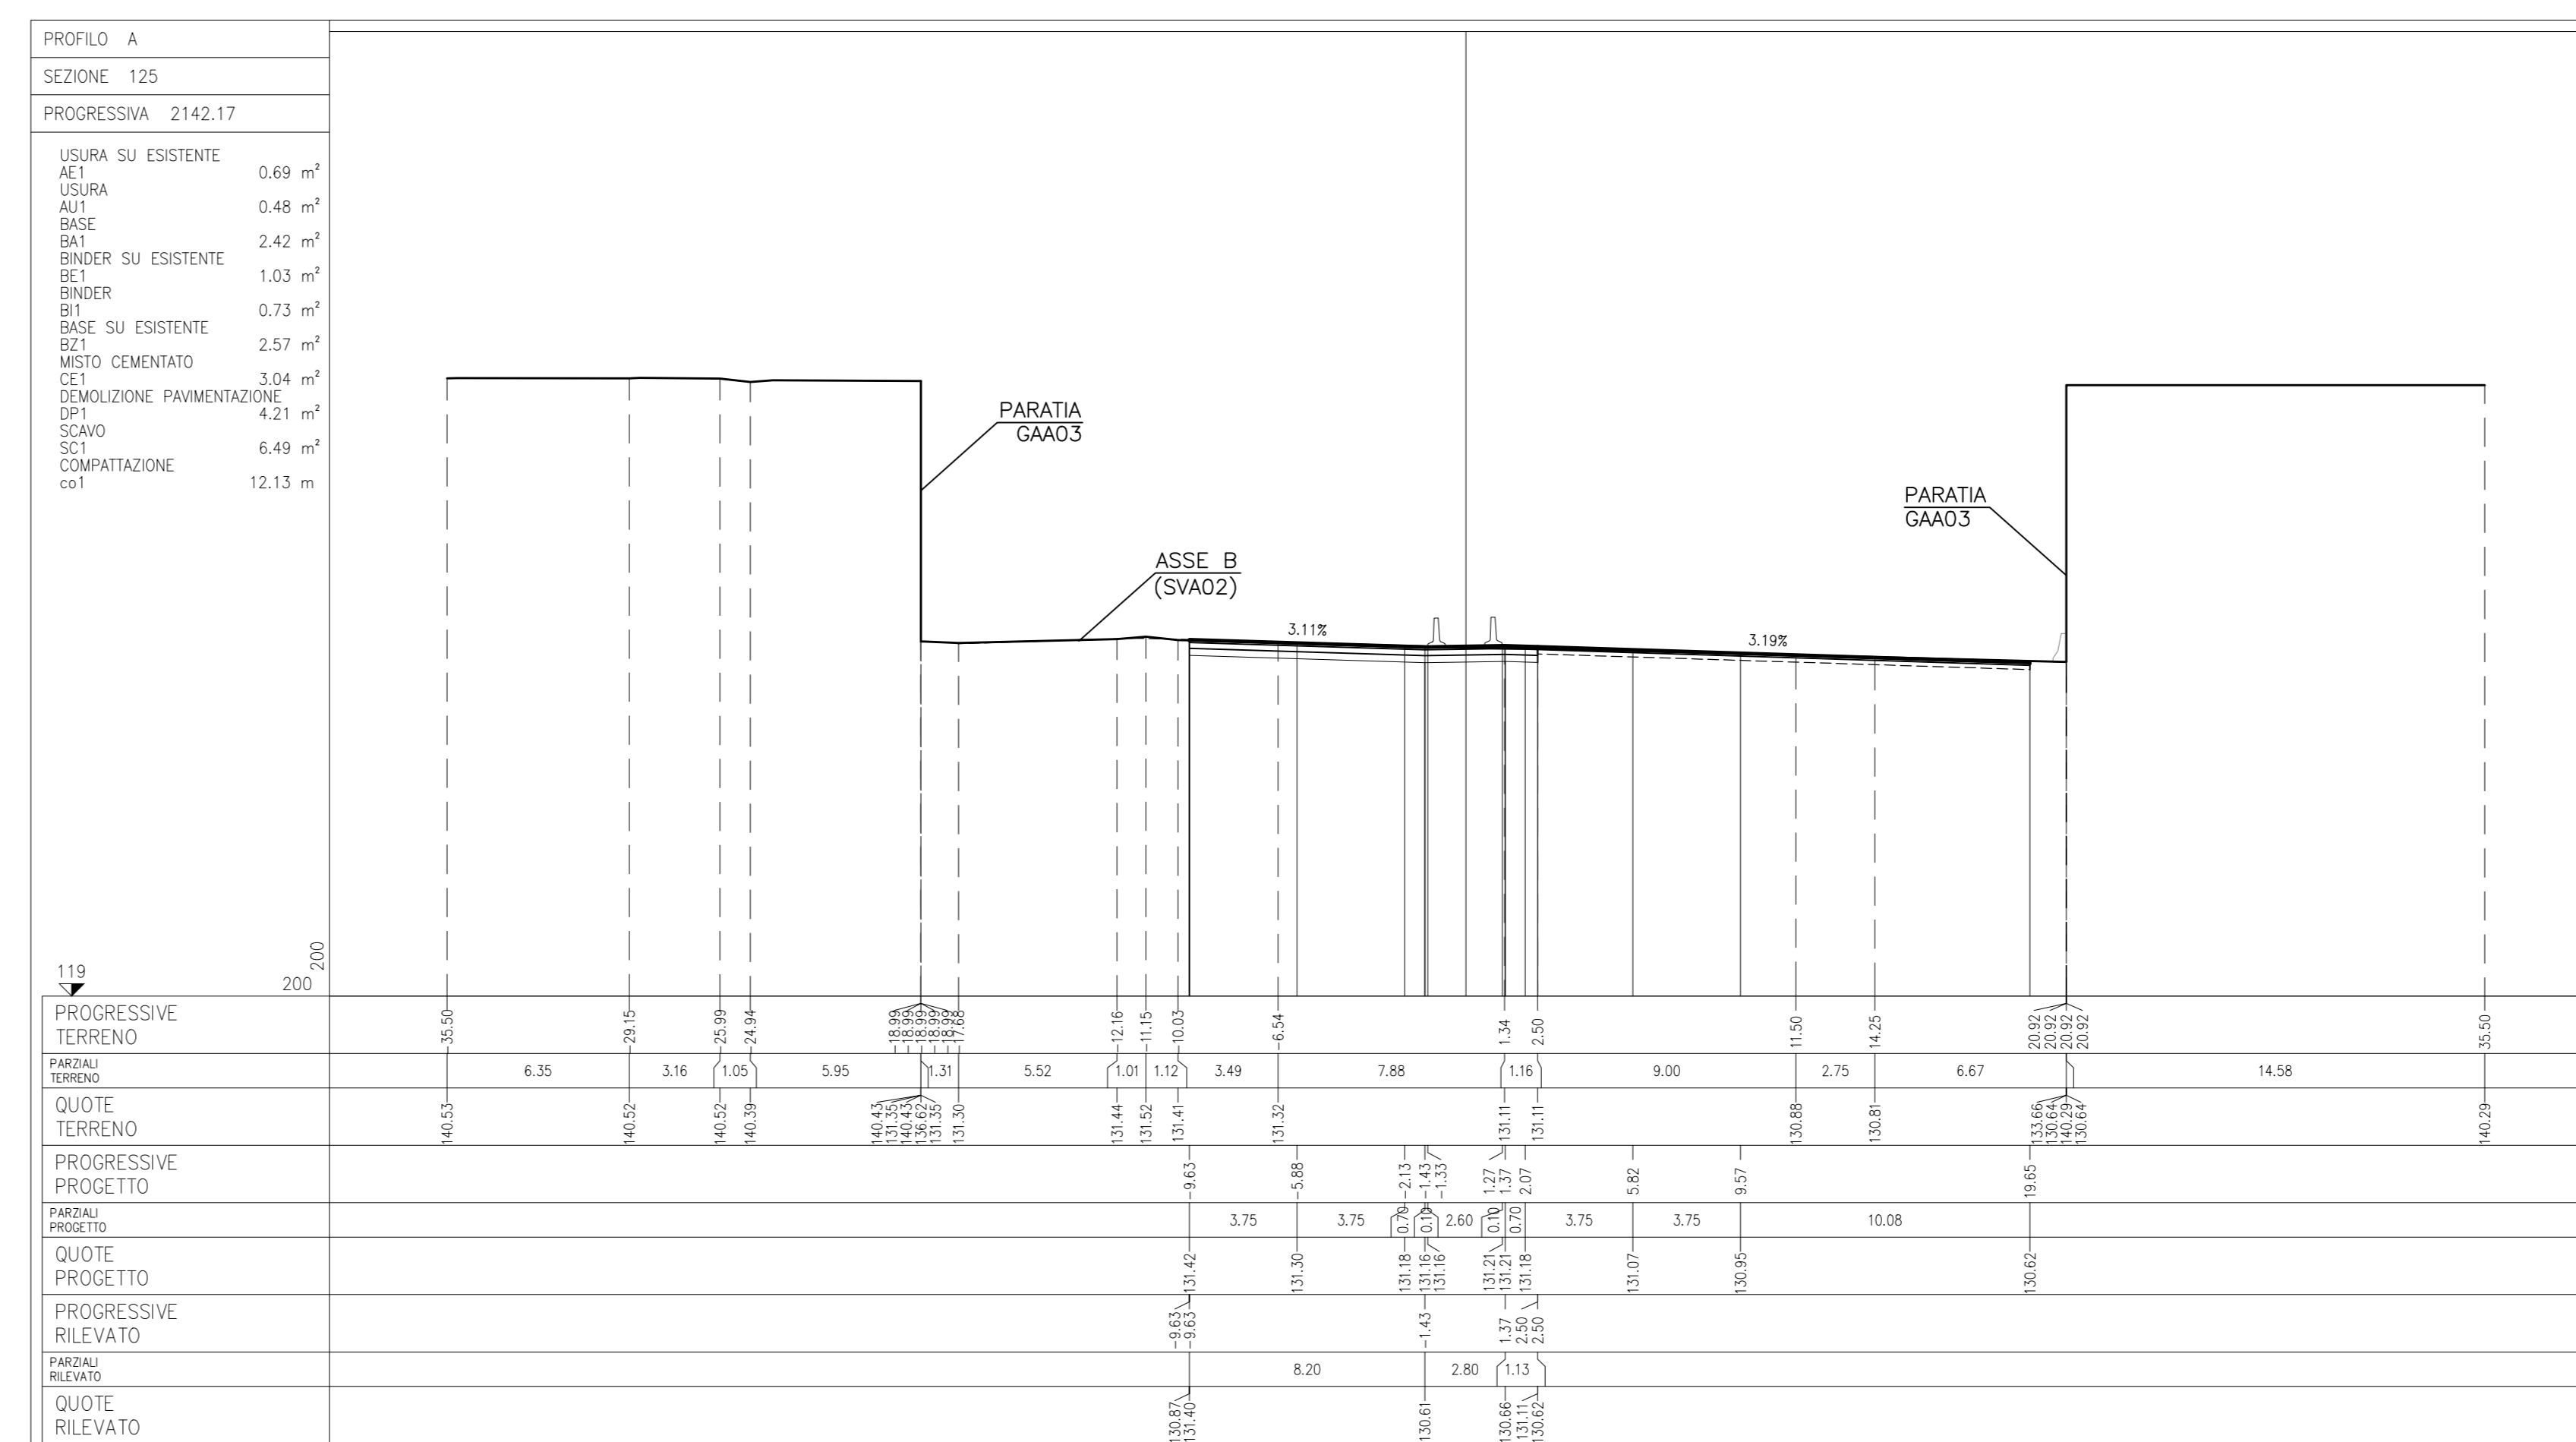 PROFILO A
SEZIONE 125
PROGRESSIVA 2142.17
USURA SU ESISTENTE
AE1 0.69 m²
USURA
AU1 0.48 m²
BASE
BA1 2.42 m²
BINDER SU ESISTENTE
BE1 1.03 m²
BINDER
BI1 0.73 m²
BASE SU ESISTENTE
BZ1 2.57 m²
MISTO CEMENTATO
CE1 3.04 m²
DEMOLIZIONE PAVIMENTAZIONE
DP1 4.21 m²
SCAVO
SC1 6.49 m²
COMPATTAZIONE
co1 12.13 m
PARATIA
GAA03
PARATIA
GAA03
ASSE B
(SVA02)
3.11%
3.19%
119
200
200
PROGRESSIVE
TERRENO
-35.50 -29.15 -25.99 -24.94 -18.99 -18.99 -18.99 -18.99 -18.99 -17.68 -12.16 -11.15 -10.03 -6.54 1.34 2.50 11.50 14.25 20.92 20.92 20.92 20.92 35.50
PARZIALI
TERRENO
6.35 3.16 1.05 5.95 1.31 5.52 1.01 1.12 3.49 7.88 1.16 9.00 2.75 6.67 14.58
QUOTE
TERRENO
140.53 140.52 140.52 140.39 140.43 131.35 140.43 136.62 131.35 131.30 131.44 131.52 131.41 131.32 131.11 131.11 130.88 130.81 133.66 130.64 140.29 130.64 140.29
PROGRESSIVE
PROGETTO
-9.63 -5.88 -2.13 -1.43 -1.33 1.27 1.37 2.07 5.82 9.57 19.65
PARZIALI
PROGETTO
3.75 3.75 0.70 0.10 2.60 0.10 0.70 3.75 3.75 10.08
QUOTE
PROGETTO
131.42 131.30 131.18 131.16 131.16 131.21 131.21 131.18 131.07 130.95 130.62
PROGRESSIVE
RILEVATO
-9.63 -9.63 -1.43 1.37 2.50 2.50
PARZIALI
RILEVATO
8.20 2.80 1.13
QUOTE
RILEVATO
130.87 131.40 130.61 130.66 131.11 130.62